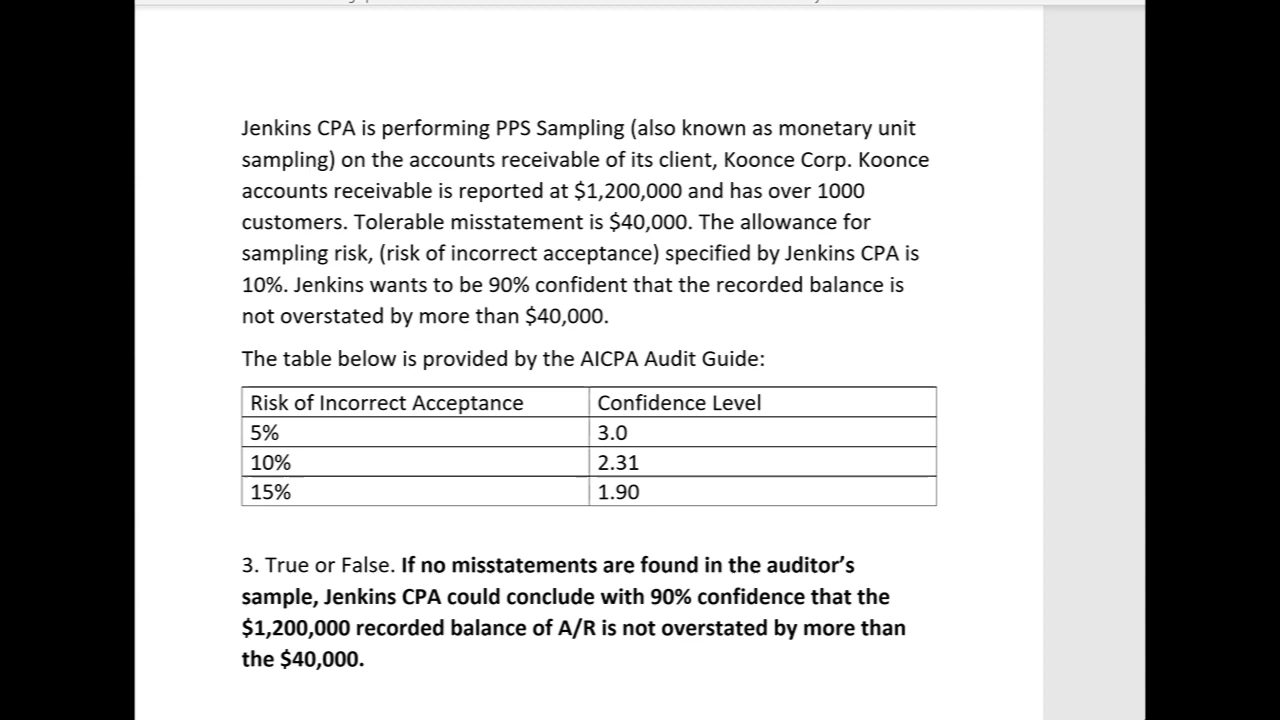 Jenkins CPA is performing PPS Sampling (also known as monetary unit
sampling) on the accounts receivable of its client, Koonce Corp. Koonce
accounts receivable is reported at $1,200,000 and has over 1000
customers. Tolerable misstatement is $40,000. The allowance for
sampling risk, (risk of incorrect acceptance) specified by Jenkins CPA is
10%. Jenkins wants to be 90% confident that the recorded balance is
not overstated by more than $40,000.
The table below is provided by the AICPA Audit Guide:
Risk of Incorrect Acceptance Confidence Level
5% 3.0
10% 2.31
15% 1.90
3. True or False. If no misstatements are found in the auditor’s
sample, Jenkins CPA could conclude with 90% confidence that the
$1,200,000 recorded balance of A/R is not overstated by more than
the $40,000.